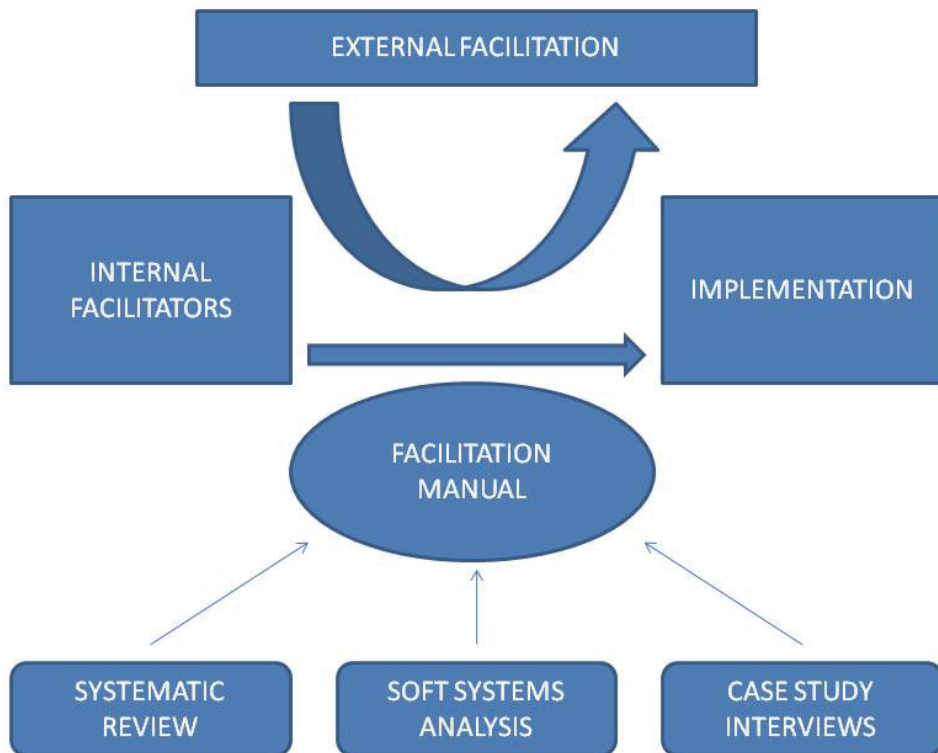 EXTERNAL FACILITATION
INTERNAL
FACILITATORS
IMPLEMENTATION
FACILITATION
MANUAL
SYSTEMATIC
REVIEW
SOFT SYSTEMS
ANALYSIS
CASE STUDY
INTERVIEWS